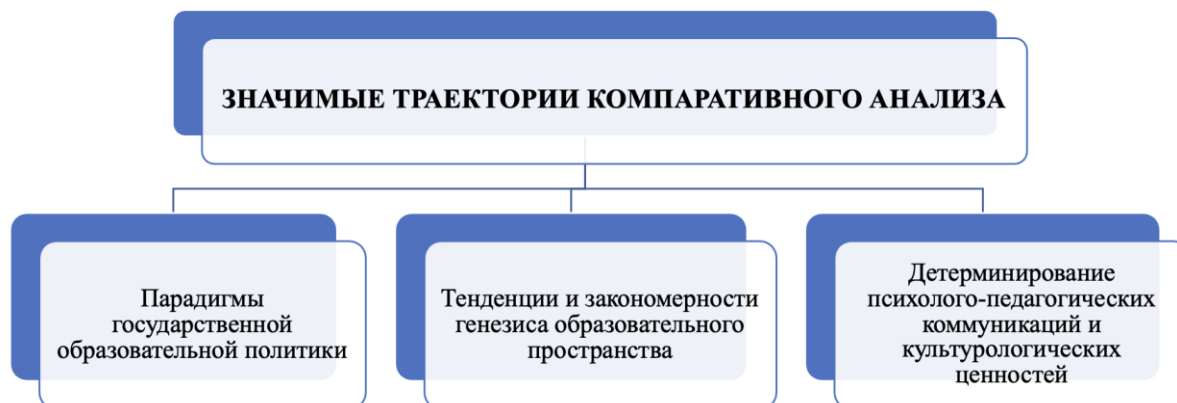 ЗНАЧИМЫЕ ТРАЕКТОРИИ КОМПАРАТИВНОГО АНАЛИЗА
Парадигмы
государственной
образовательной политики
Тенденции и закономерности
генезиса образовательного
пространства
Детерминирование
психолого-педагогических
коммуникаций и
культурологических
ценностей